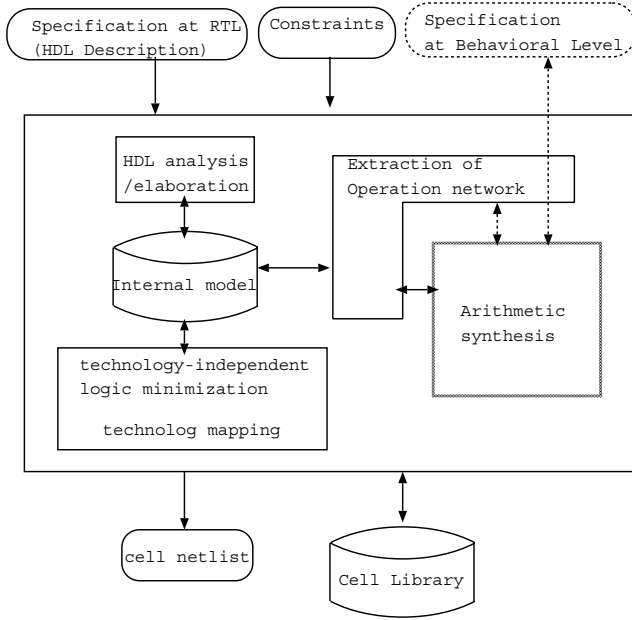 Specification at RTL
(HDL Description)
Constraints
Specification
at Behavioral Level
HDL analysis
/elaboration
Extraction of
Operation network
Internal model
Arithmetic
synthesis
technology-independent
logic minimization
technolog mapping
cell netlist
Cell Library